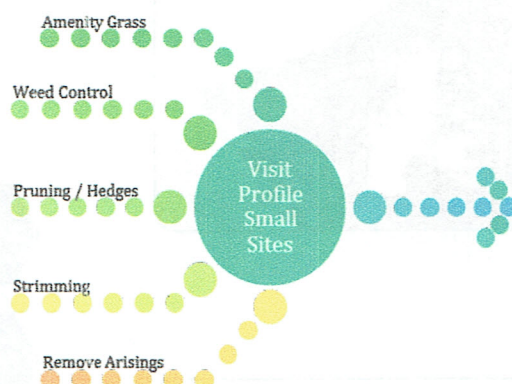 Amenity Grass
Weed Control
Pruning / Hedges
Strimming
Remove Arisings
Visit
Profile
Small
Sites